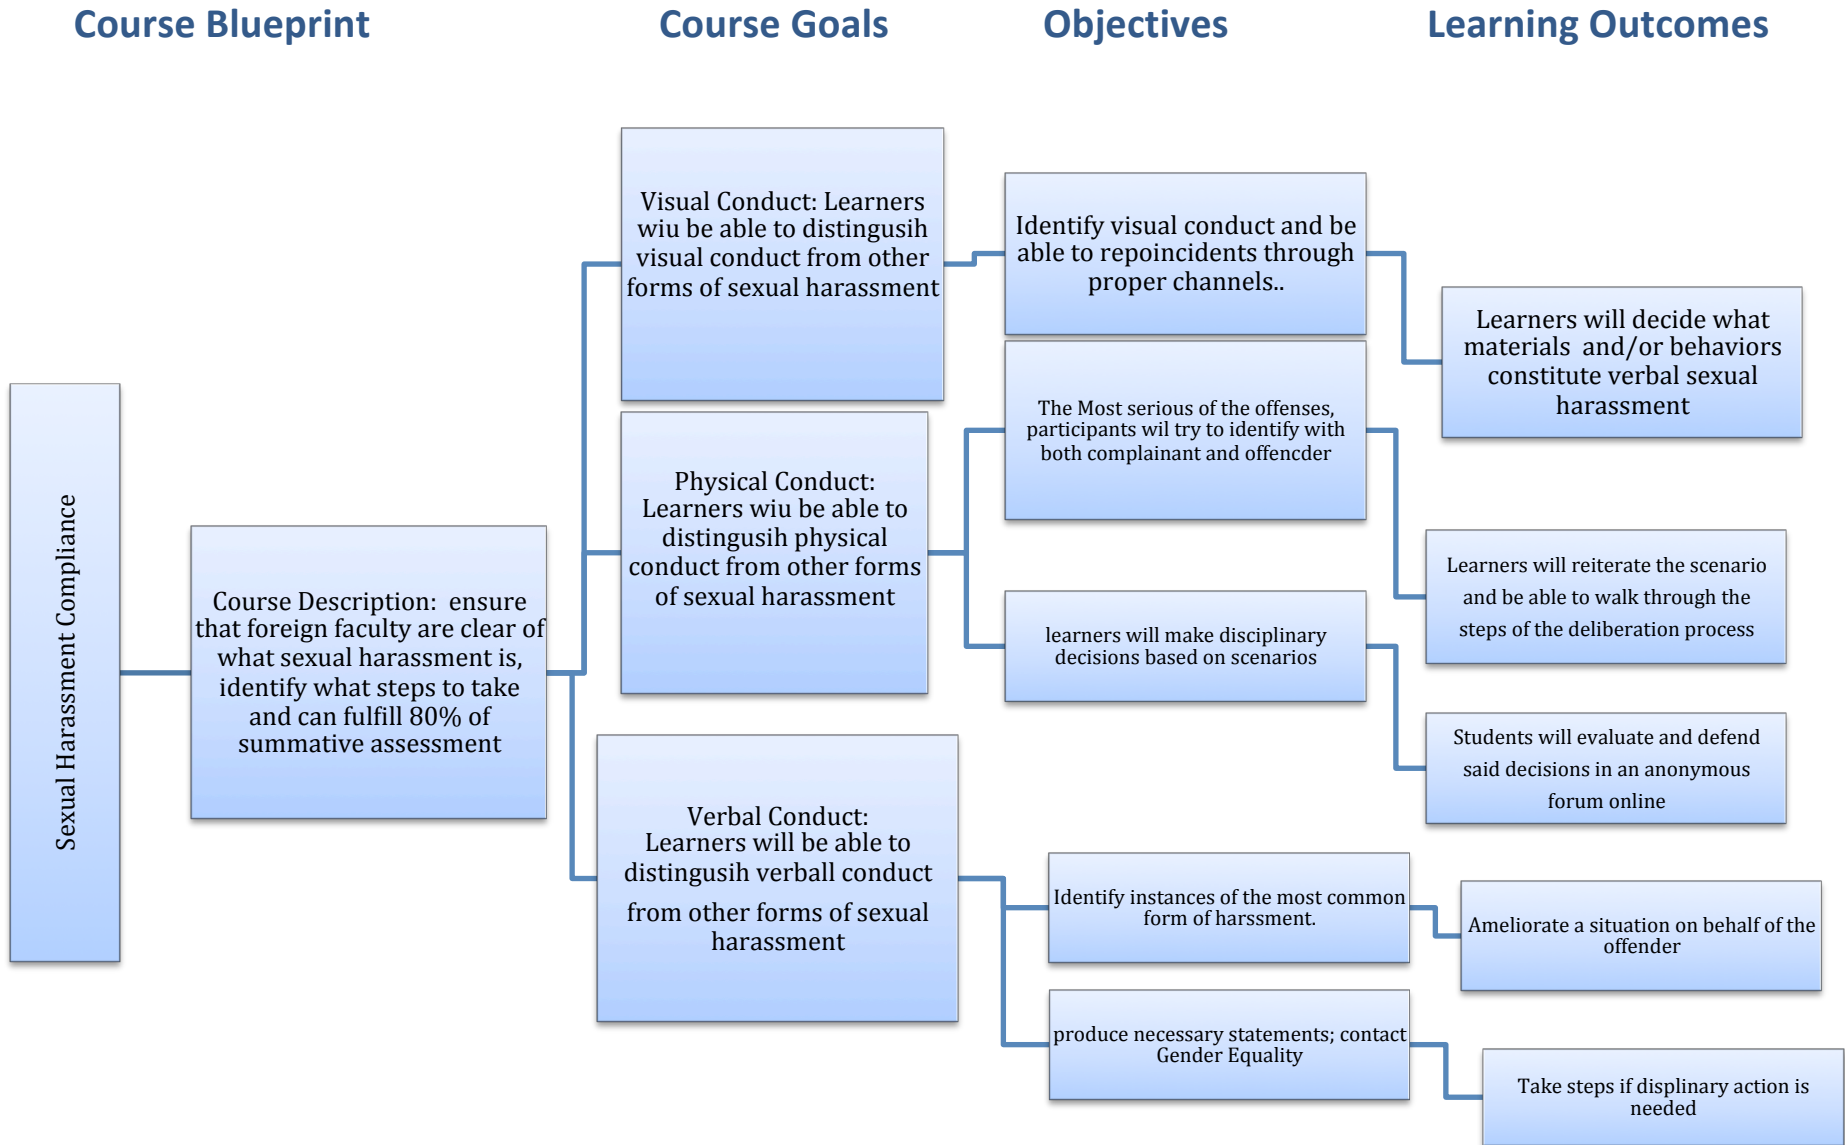 Course Blueprint
Course Goals
Objectives
Learning Outcomes
Sexual Harassment Compliance
Course Description:  ensure
that foreign faculty are clear of
what sexual harassment is,
identify what steps to take
and can fulfill 80% of
summative assessment
Visual Conduct: Learners
wiu be able to distingusih
visual conduct from other
forms of sexual harassment
Identify visual conduct and be
able to repoincidents through
proper channels..
Learners will decide what
materials  and/or behaviors
constitute verbal sexual
harassment
Physical Conduct:
Learners wiu be able to
distingusih physical
conduct from other forms
of sexual harassment
The Most serious of the offenses,
participants wil try to identify with
both complainant and offencder
Learners will reiterate the scenario
and be able to walk through the
steps of the deliberation process
learners will make disciplinary
decisions based on scenarios
Students will evaluate and defend
said decisions in an anonymous
forum online
Verbal Conduct:
Learners will be able to
distingusih verball conduct
from other forms of sexual
harassment
Identify instances of the most common
form of harssment.
Ameliorate a situation on behalf of the
offender
produce necessary statements; contact
Gender Equality
Take steps if displinary action is
needed